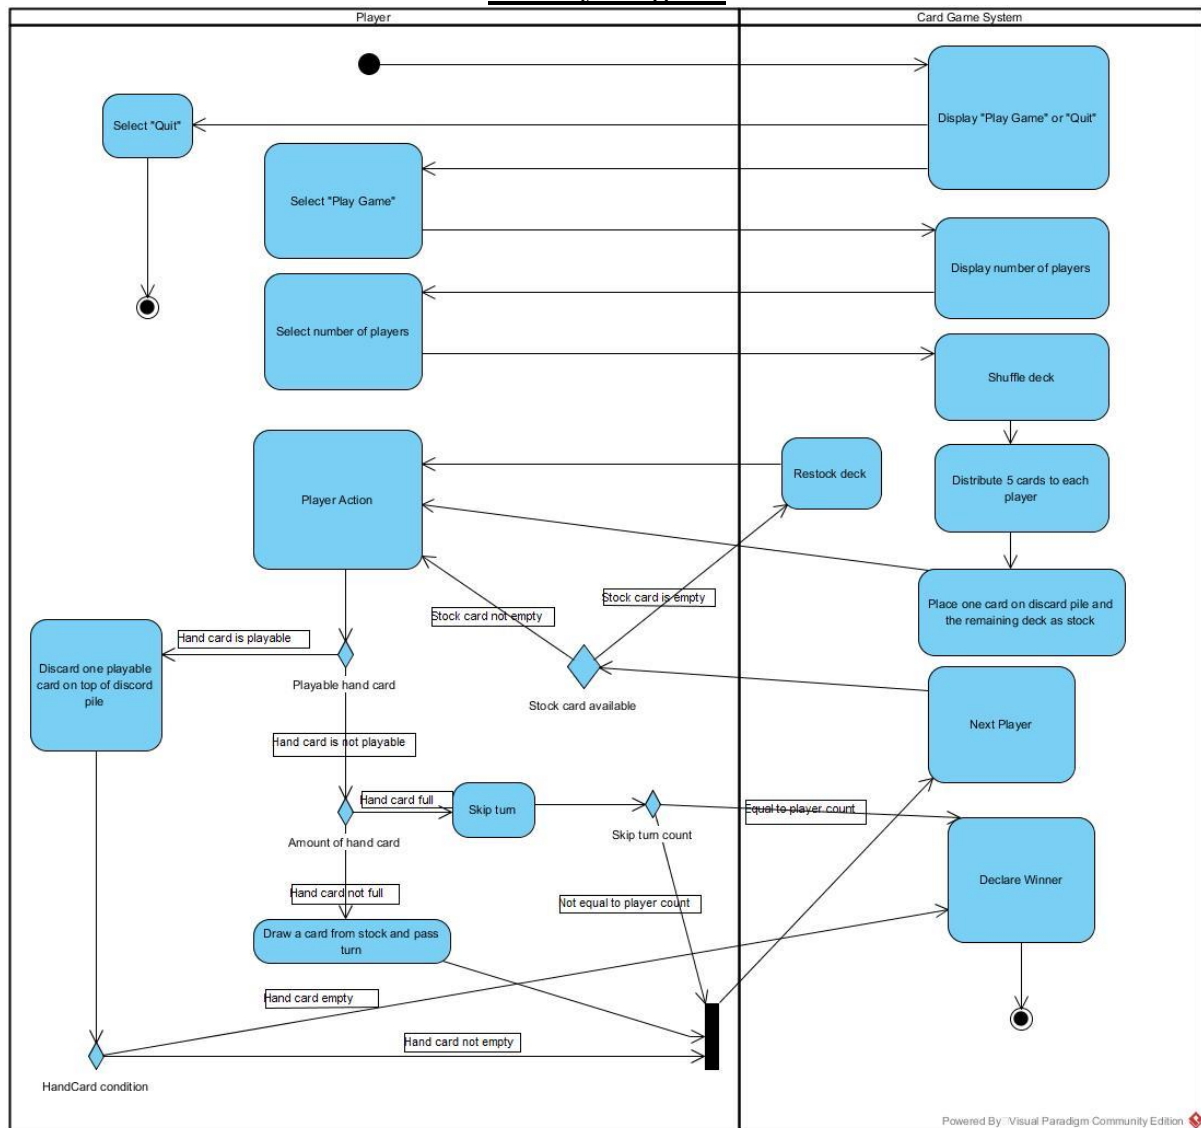 Player
Card Game System
Select "Quit"
Display "Play Game" or "Quit"
Select "Play Game"
Display number of players
Select number of players
Shuffle deck
Player Action
Restock deck
Distribute 5 cards to each
player
Stock card not empty
Stock card is empty
Place one card on discard pile and
the remaining deck as stock
Hand card is playable
Discard one playable
card on top of discord
pile
Playable hand card
Stock card available
Next Player
Hand card is not playable
Hand card full
Skip turn
Equal to player count
Amount of hand card
Skip turn count
Declare Winner
Hand card not full
Not equal to player count
Draw a card from stock and pass
turn
Hand card empty
Hand card not empty
HandCard condition
Powered By Visual Paradigm Community Edition